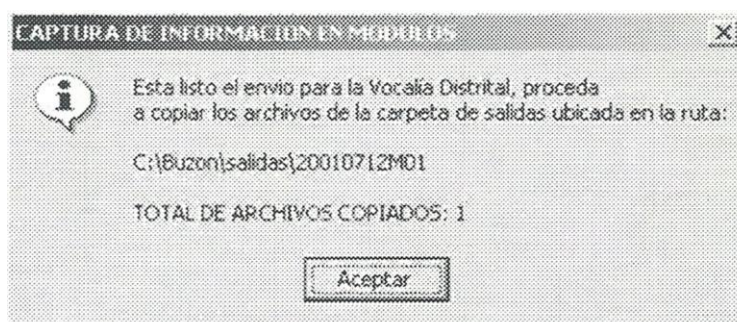 CAPTURA DE INFORMACION EN MODULOS
Esta listo el envio para la Vocalía Distrital, proceda
a copiar los archivos de la carpeta de salidas ubicada en la ruta:
C:\Buzon\salidas\20010712M01
TOTAL DE ARCHIVOS COPIADOS: 1
Aceptar